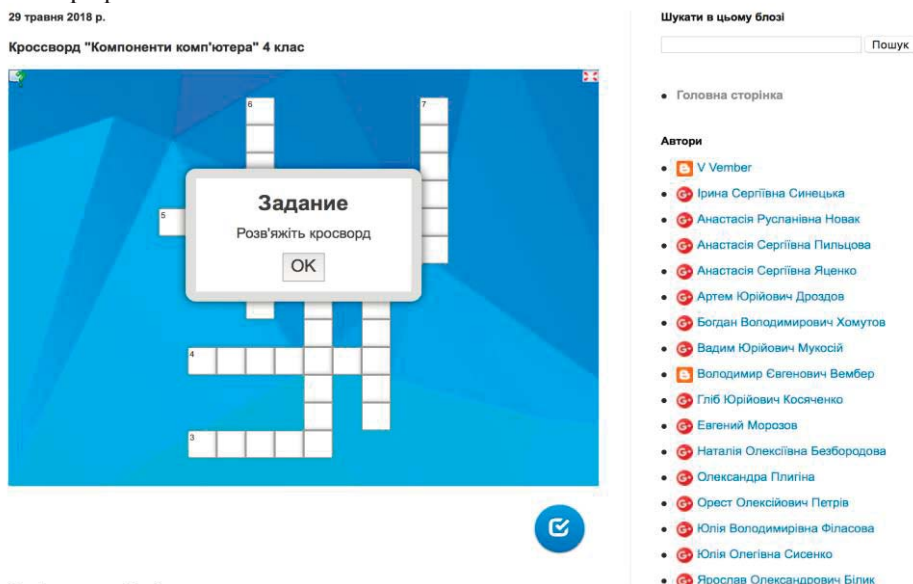 29 травня 2018 р.
Кроссворд "Компоненти комп'ютера" 4 клас
6
7
5
Задание
Розв'яжіть кросворд
OK
4
3
Шукати в цьому блозі
Пошук
Головна сторінка
Автори
V Vember
Ірина Сергіївна Синецька
Анастасія Русланівна Новак
Анастасія Сергіївна Пильцова
Анастасія Сергіївна Яценко
Артем Юрійович Дроздов
Богдан Володимирович Хомутов
Вадим Юрійович Мукосій
Володимир Євгенович Вембер
Гліб Юрійович Косяченко
Евгений Морозов
Наталія Олексіївна Безбородова
Олександра Плигіна
Орест Олексійович Петрів
Юлія Володимирівна Філасова
Юлія Олегівна Сисенко
Ярослав Олександрович Білик